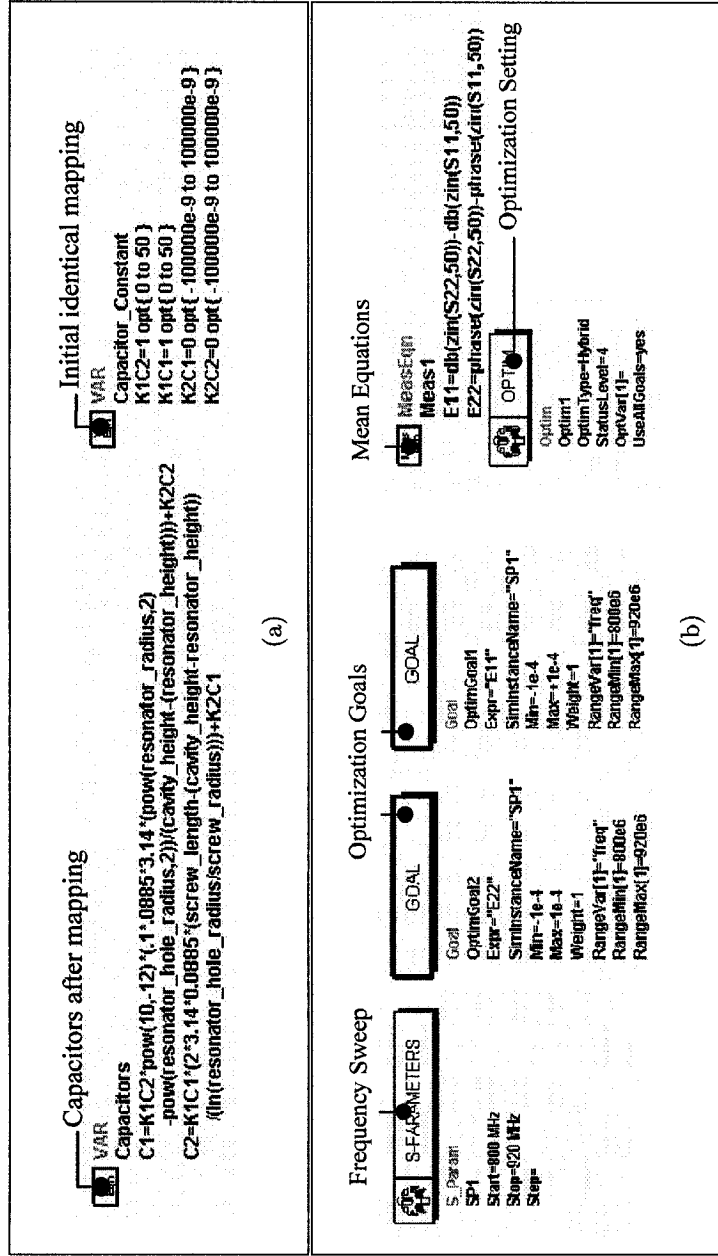 Capacitors after mapping
VAR
Capacitors
C1=K1C2*pow(10,-12)*(.1*.0885*3.14*(pow(resonator_radius,2)
-pow(resonator_hole_radius,2))/(cavity_height-(resonator_height)))+K2C2
C2=K1C1*(2*3.14*0.0885*(screw_length-(cavity_height-resonator_height))
/(ln(resonator_hole_radius/screw_radius)))+K2C1
Initial identical mapping
VAR
Capacitor_Constant
K1C2=1 opt{ 0 to 50 }
K1C1=1 opt{ 0 to 50 }
K2C1=0 opt{ -100000e-9 to 100000e-9 }
K2C2=0 opt{ -100000e-9 to 100000e-9 }
(a)
Frequency Sweep
S-PARAMETERS
S_Param
SP1
Start=800 MHz
Stop=920 MHz
Step=
Optimization Goals
GOAL
Goal
OptimGoal2
Expr="E22"
SimInstanceName="SP1"
Min=-1e-4
Max=1e-4
Weight=1
RangeVar[1]="freq"
RangeMin[1]=800e6
RangeMax[1]=920e6
GOAL
Goal
OptimGoal1
Expr="E11"
SimInstanceName="SP1"
Min=-1e-4
Max=+1e-4
Weight=1
RangeVar[1]="freq"
RangeMin[1]=800e6
RangeMax[1]=920e6
Mean Equations
MeasEqn
Meas1
E11=db(zin(S22,50))-db(zin(S11,50))
E22=phase(zin(S22,50))-phase(zin(S11,50))
OPTIM
Optimization Setting
Optim
Optim1
OptimType=Hybrid
StatusLevel=4
OptVar[1]=
UseAllGoals=yes
(b)